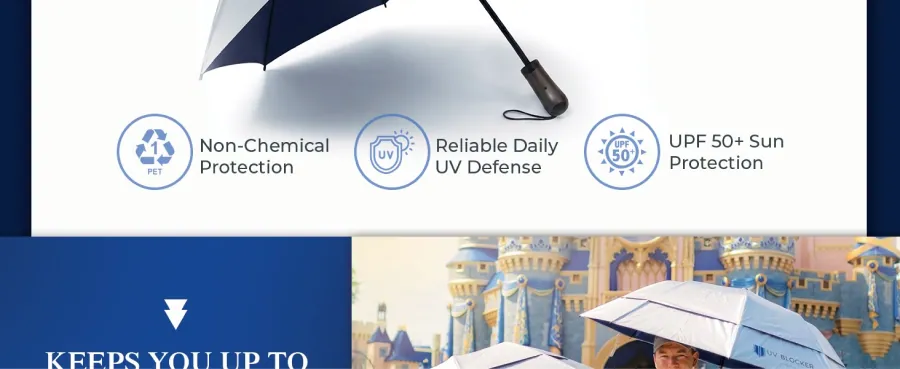 1
PET
Non-Chemical
Protection
UV
Reliable Daily
UV Defense
UPF
50+
UPF 50+ Sun
Protection
KEEPS YOU UP TO
UV BLOCKER